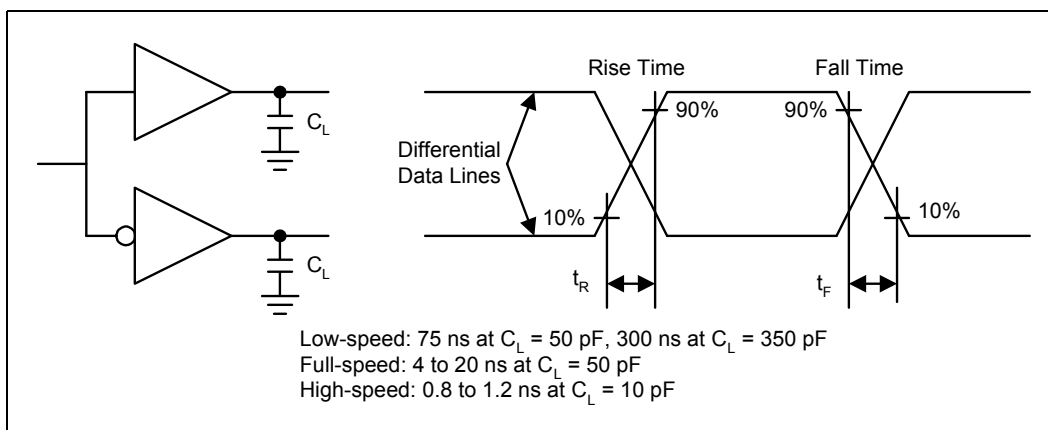 Rise Time
Fall Time
C_L
90%
90%
Differential
Data Lines
10%
10%
C_L
t_R
t_F
Low-speed: 75 ns at C_L = 50 pF, 300 ns at C_L = 350 pF
Full-speed: 4 to 20 ns at C_L = 50 pF
High-speed: 0.8 to 1.2 ns at C_L = 10 pF